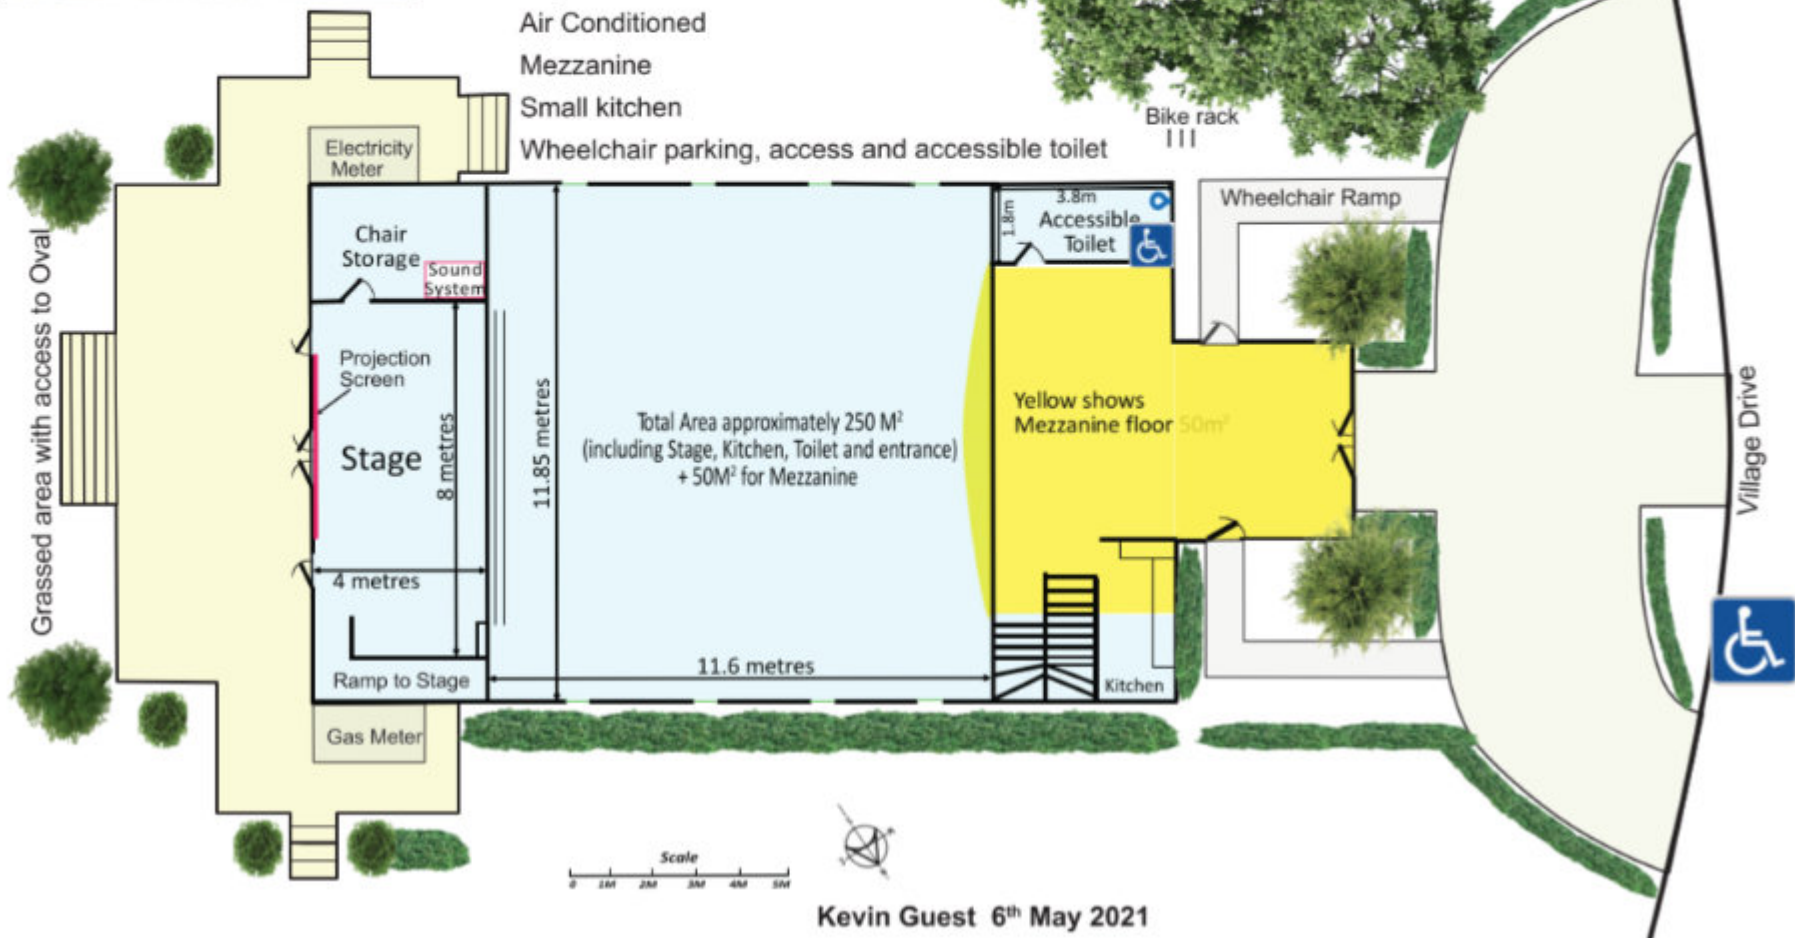 Air Conditioned
Mezzanine
Small kitchen
Wheelchair parking, access and accessible toilet
Bike rack
Electricity
Meter
Wheelchair Ramp
3.8m
1.8m
Accessible
Toilet
Chair
Storage
Sound
System
Grassed area with access to Oval
Projection
Screen
Stage
8 metres
11.85 metres
Total Area approximately 250 M²
(including Stage, Kitchen, Toilet and entrance)
+ 50M² for Mezzanine
Yellow shows
Mezzanine floor 50m²
Village Drive
4 metres
11.6 metres
Ramp to Stage
Kitchen
Gas Meter
Scale
0 1M 2M 3M 4M 5M
Kevin Guest 6th May 2021